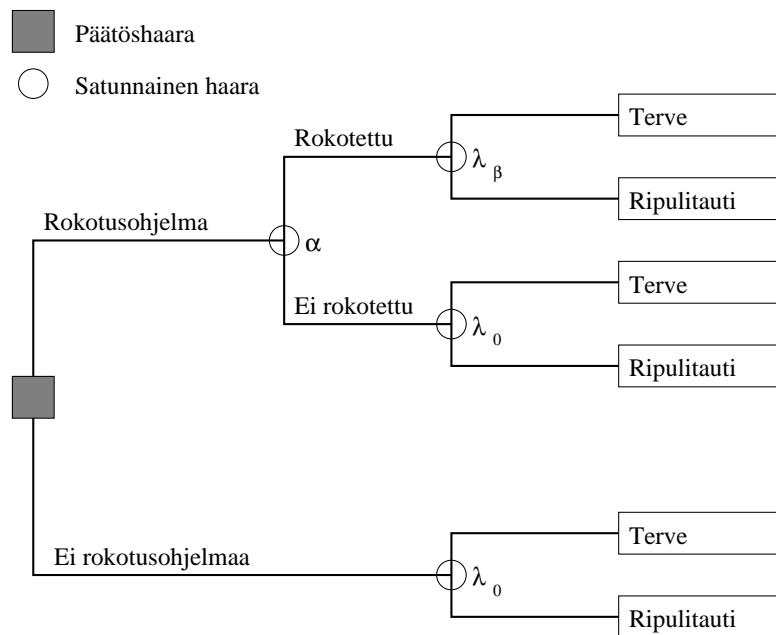 Päätöshaara
Satunnainen haara
Terve
Rokotettu
λ β
Ripulitauti
Rokotusohjelma
α
Terve
Ei rokotettu
λ 0
Ripulitauti
Terve
Ei rokotusohjelmaa
λ 0
Ripulitauti